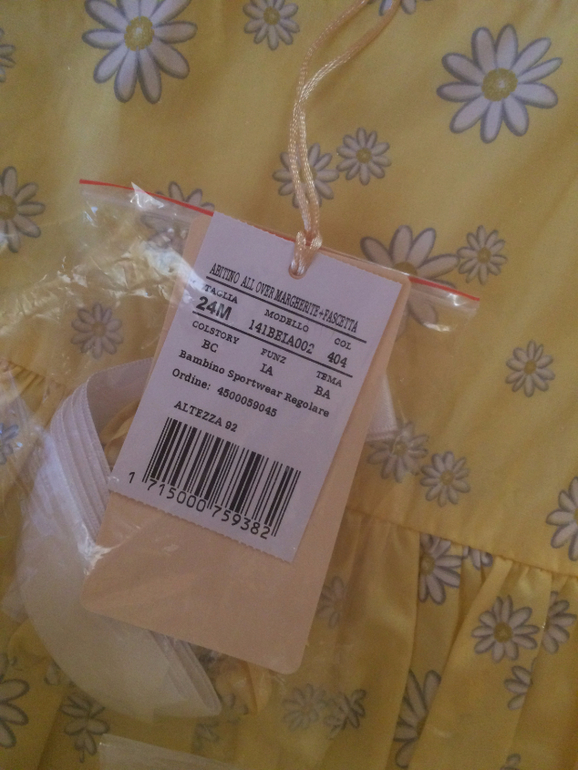 ABITINO ALL OVER MARGHERITE+FASCETTA
TAGLIA MODELLO COL
24M 141BEIA002 404
COLSTORY FUNZ TEMA
BC IA BA
Bambino Sportwear Regolare
Ordine: 4500059045
ALTEZZA 92
1 715000 759382